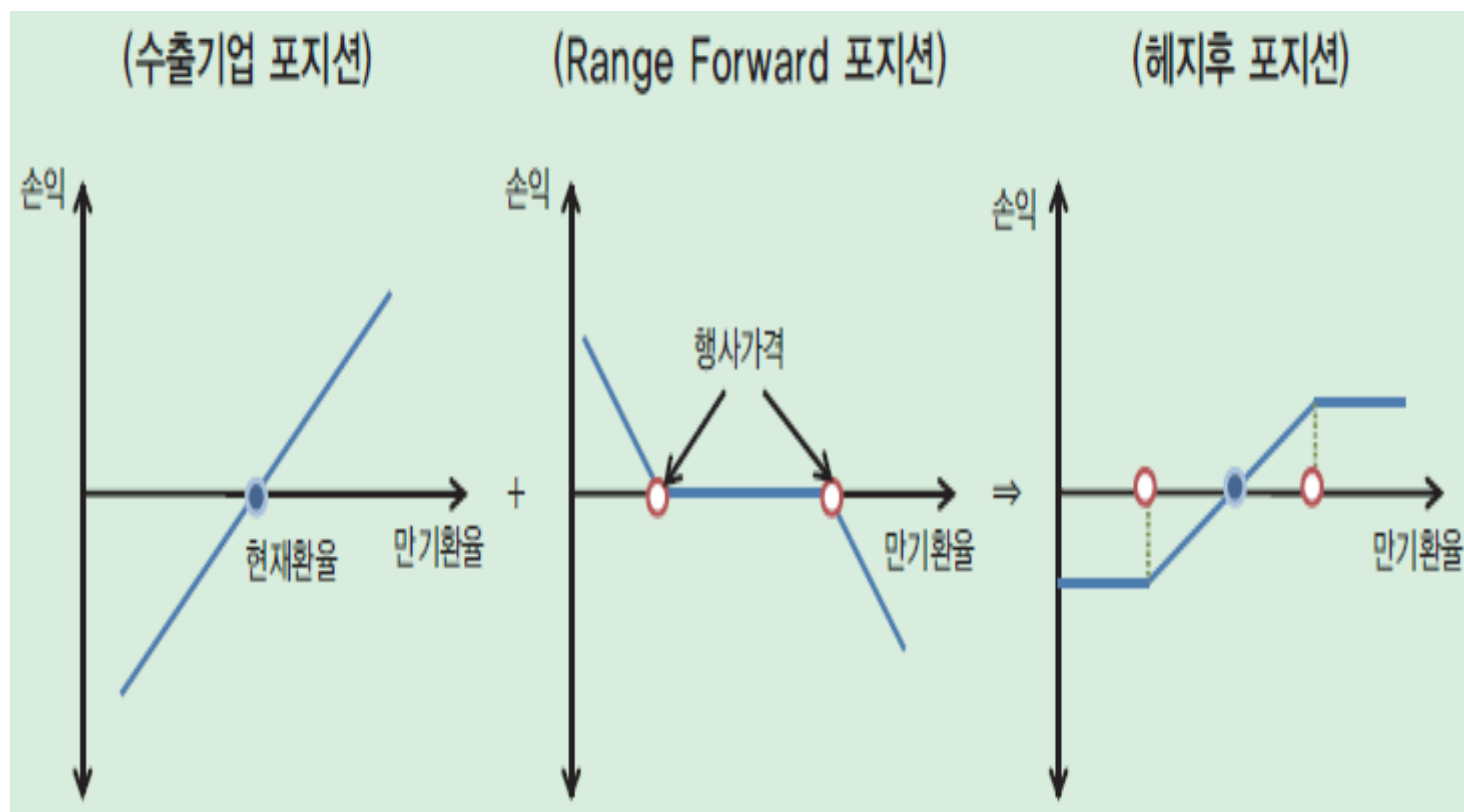 (수출기업 포지션)
(Range Forward 포지션)
(헤지후 포지션)
손익
현재환율
만기환율
+
손익
행사가격
만기환율
⇒
손익
만기환율